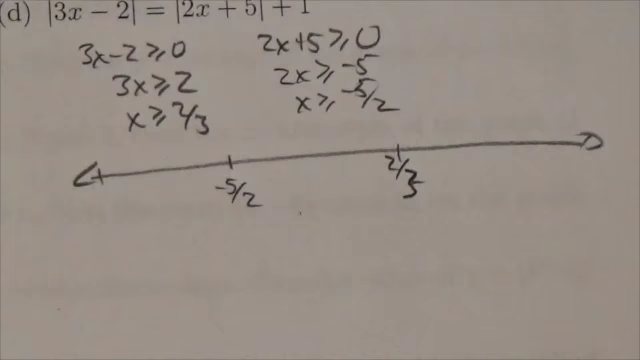 (d) |3x − 2| = |2x + 5| + 1
3x-2 ≥ 0
3x ≥ 2
x ≥ 2/3
2x+5 ≥ 0
2x ≥ -5
x ≥ -5/2
-5/2
2/3